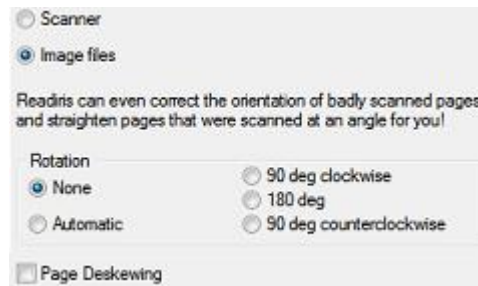 Scanner
Image files
Readiris can even correct the orientation of badly scanned pages
and straighten pages that were scanned at an angle for you!
Rotation
None
Automatic
90 deg clockwise
180 deg
90 deg counterclockwise
Page Deskewing